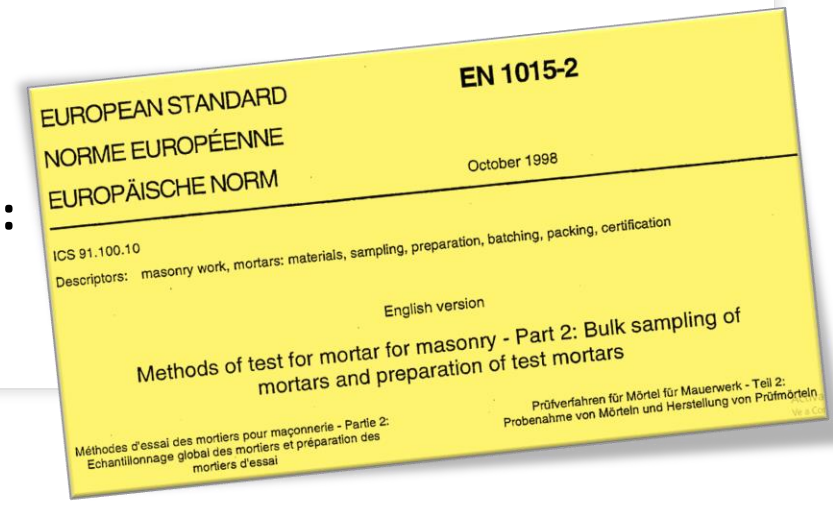 :
EUROPEAN STANDARD
NORME EUROPÉENNE
EUROPÄISCHE NORM
EN 1015-2
October 1998
ICS 91.100.10
Descriptors: masonry work, mortars: materials, sampling, preparation, batching, packing, certification
English version
Methods of test for mortar for masonry - Part 2: Bulk sampling of
mortars and preparation of test mortars
Méthodes d'essai des mortiers pour maçonnerie - Partie 2:
Echantillonnage global des mortiers et préparation des
mortiers d'essai
Prüfverfahren für Mörtel für Mauerwerk - Teil 2:
Probenahme von Mörteln und Herstellung von Prüfmörteln